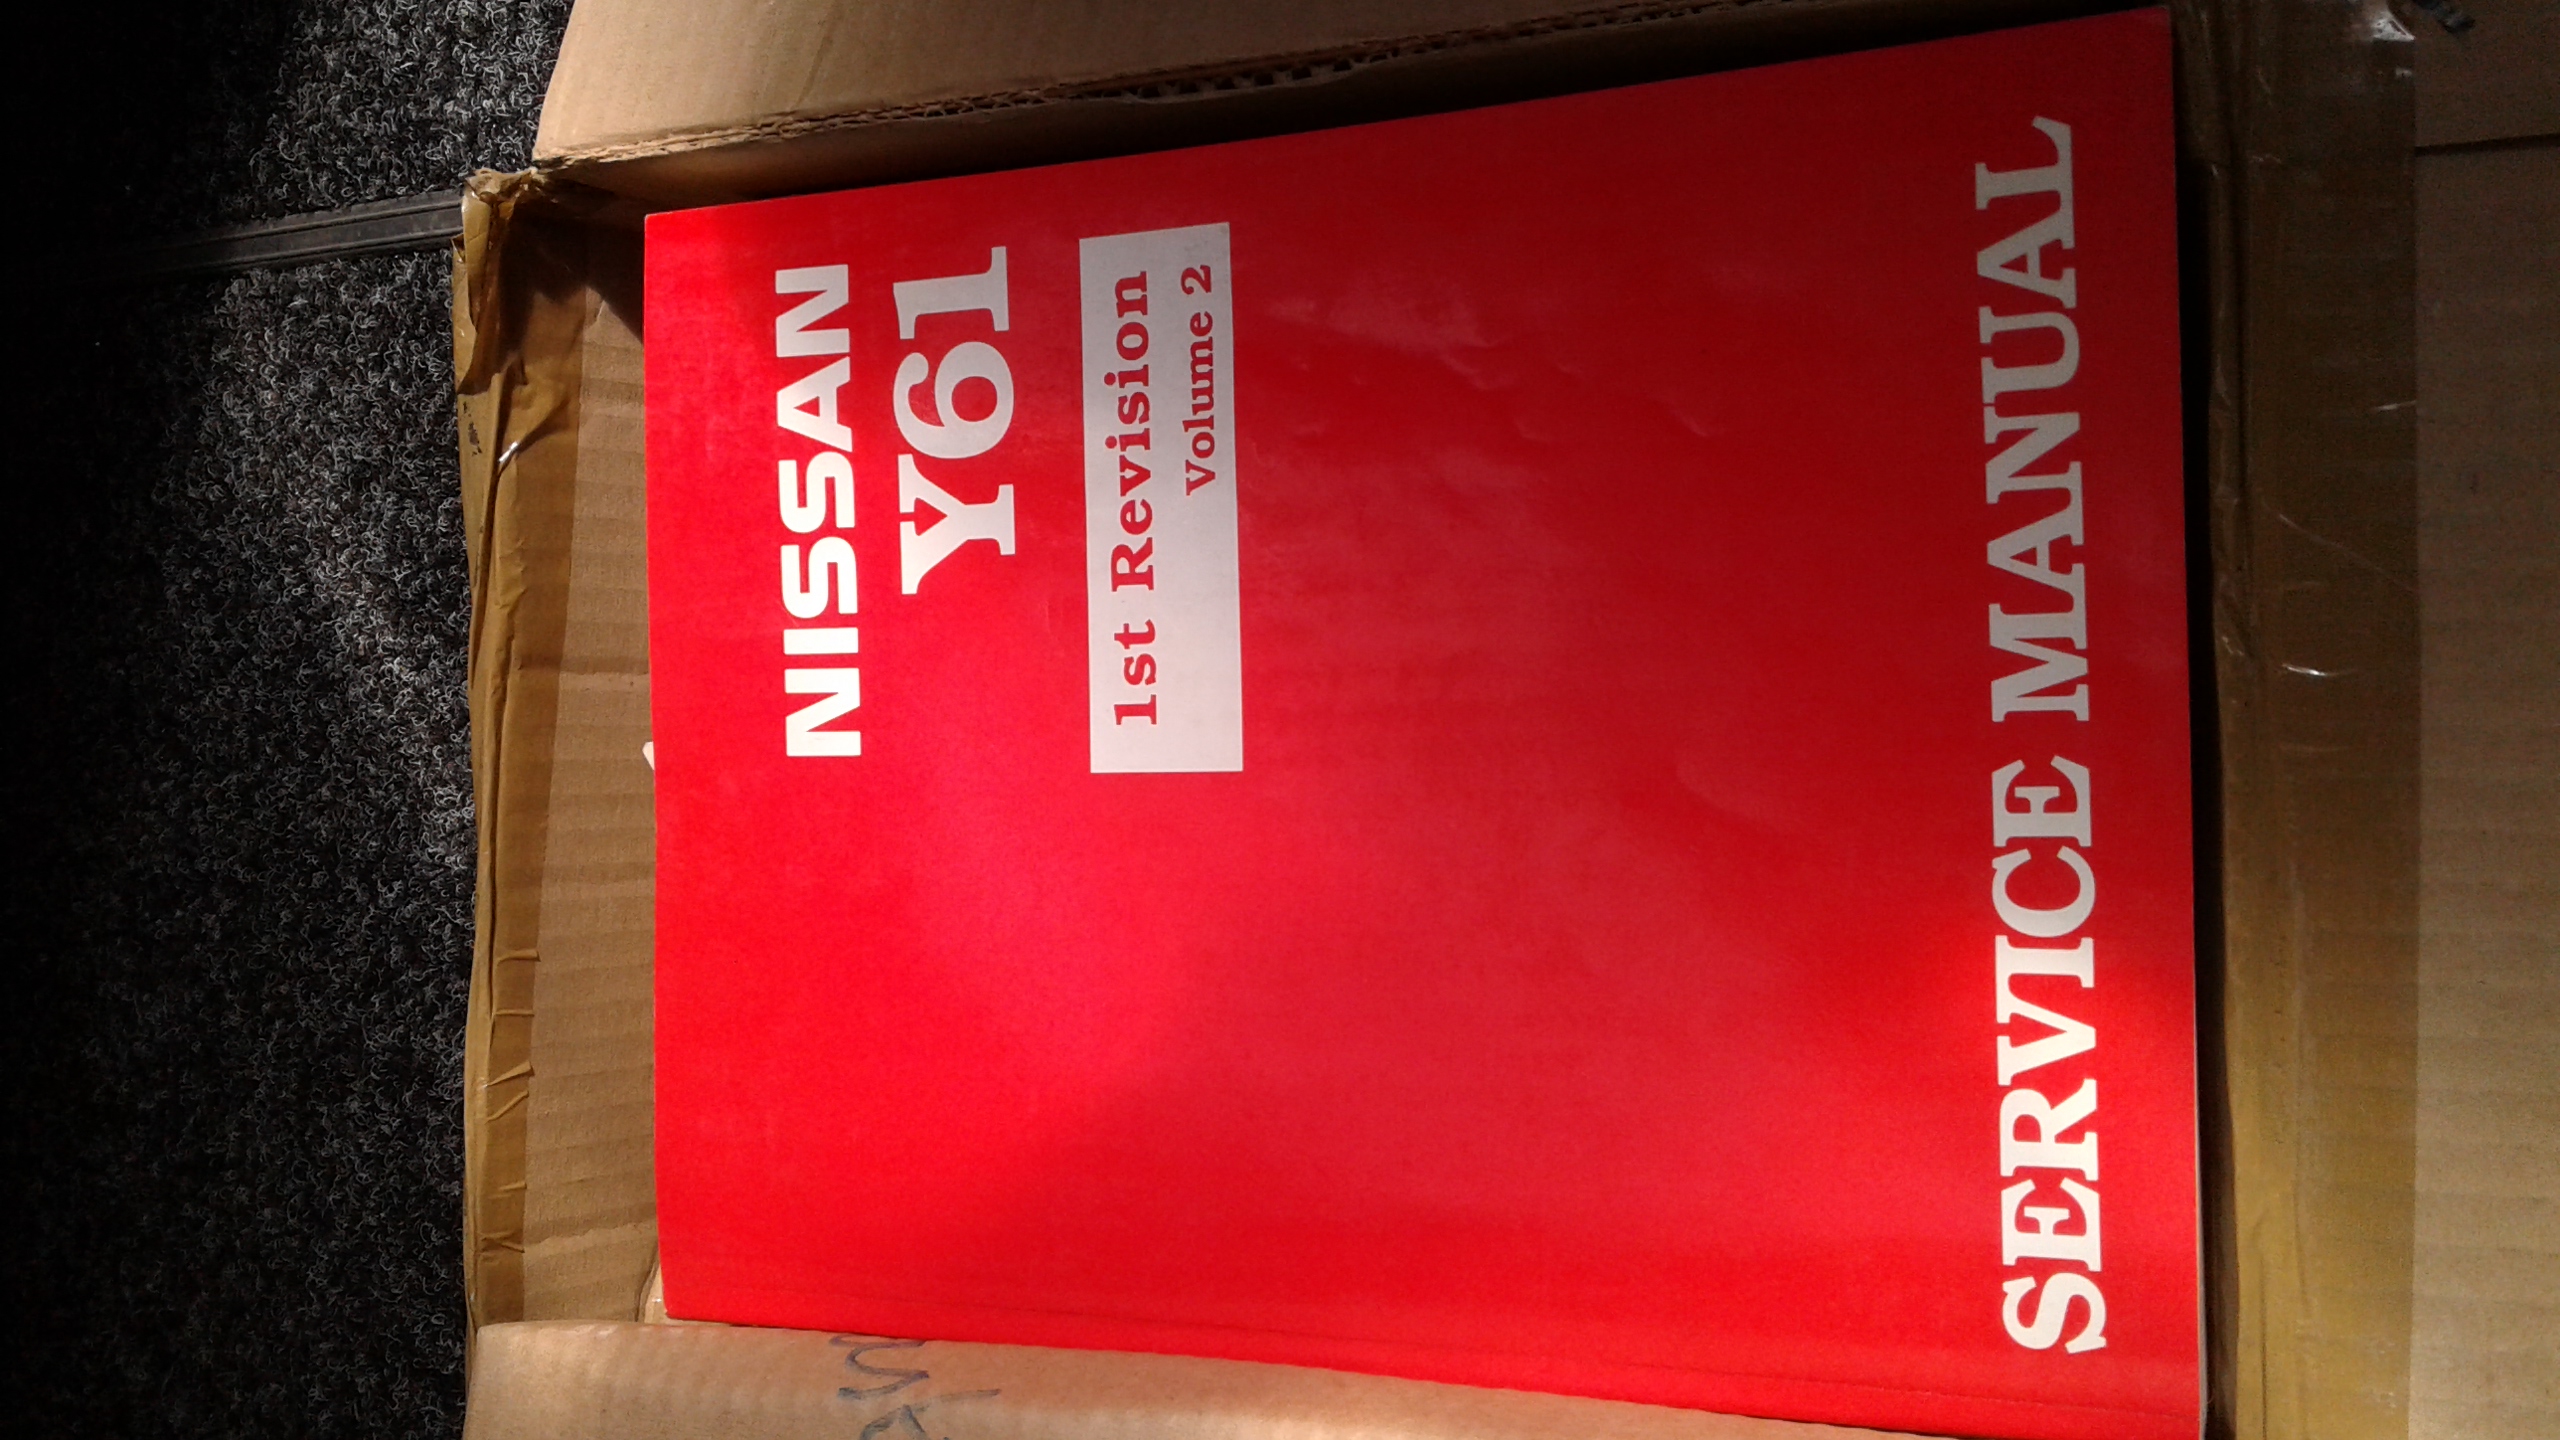 NISSAN
Y61
1st Revision
Volume 2
SERVICE MANUAL